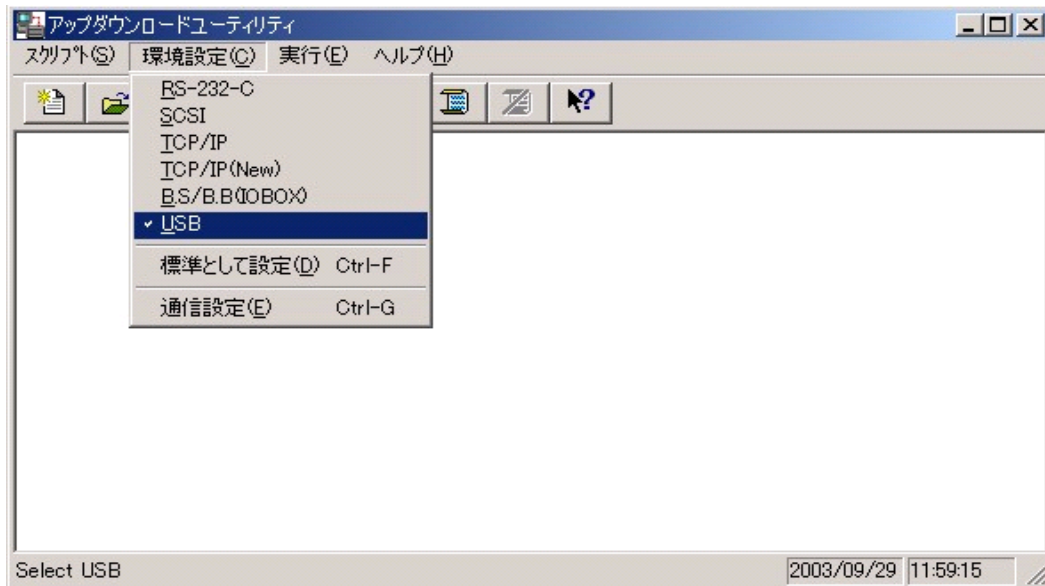 アップダウンロードユーティリティ
スクリプト(S) 環境設定(C) 実行(E) ヘルプ(H)
RS-232-C
SCSI
TCP/IP
TCP/IP(New)
B.S/B.B(IOBOX)
USB
標準として設定(D) Ctrl-F
通信設定(E) Ctrl-G
Select USB 2003/09/29 11:59:15